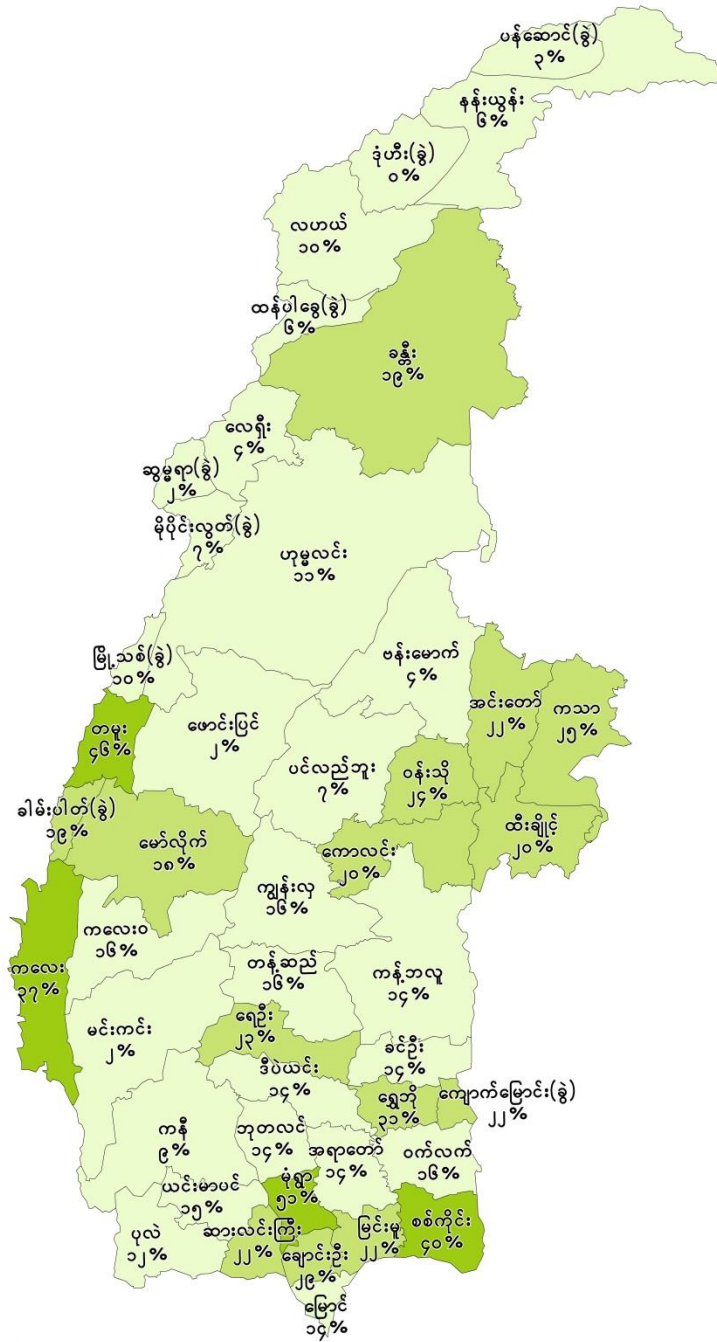 ပန်ဆောင်(ခွဲ)
၃%
နန်းယွန်း
၆%
ဒုံဟီး(ခွဲ)
၀%
လဟယ်
၁၀%
ထန်ပါခွေ(ခွဲ)
၆%
ခန္တီး
၁၉%
လေရှီး
၄%
ဆွမ္မရာ(ခွဲ)
၂%
မိုပိုင်းလွတ်(ခွဲ)
၇%
ဟုမ္မလင်း
၁၁%
မြို့သစ်(ခွဲ)
၁၀%
ဗန်းမောက်
၄%
အင်းတော်
၂၂%
ကသာ
၂၅%
တမူး
၄၆%
ဖောင်းပြင်
၂%
ပင်လည်ဘူး
၇%
ဝန်းသို
၂၄%
ခါမ်းပါတ်(ခွဲ)
၁၉%
မော်လိုက်
၁၈%
ကောလင်း
၂၀%
ထီးချိုင့်
၂၀%
ကျွန်းလှ
၁၆%
ကလေးဝ
၁၆%
ကလေး
၃၇%
တန့်ဆည်
၁၆%
ကန့်ဘလူ
၁၄%
မင်းကင်း
၂%
ရေဦး
၂၃%
ခင်ဦး
၁၄%
ဒီပဲယင်း
၁၄%
ရွှေဘို
၃၁%
ကျောက်မြောင်း(ခွဲ)
၂၂%
ကနီ
၉%
ဘုတလင်
၁၄%
အရာတော်
၁၄%
ဝက်လက်
၁၆%
ယင်းမာပင်
၁၅%
မုံရွာ
၅၁%
ပုလဲ
၁၂%
ဆားလင်းကြီး
၂၂%
ချောင်းဦး
၂၉%
မြင်းမူ
၂၂%
စစ်ကိုင်း
၄၀%
မြောင်
၁၄%